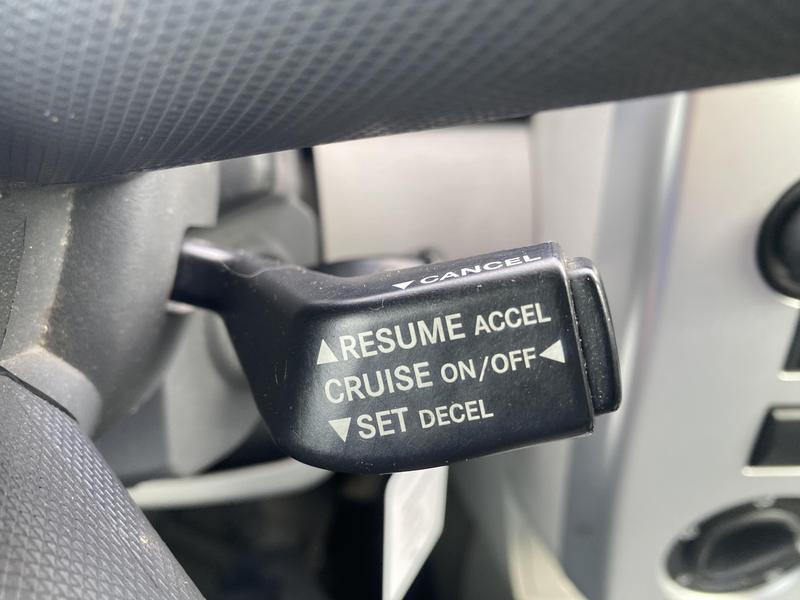 ▼CANCEL
▲RESUME ACCEL
CRUISE ON/OFF◀
▼SET DECEL